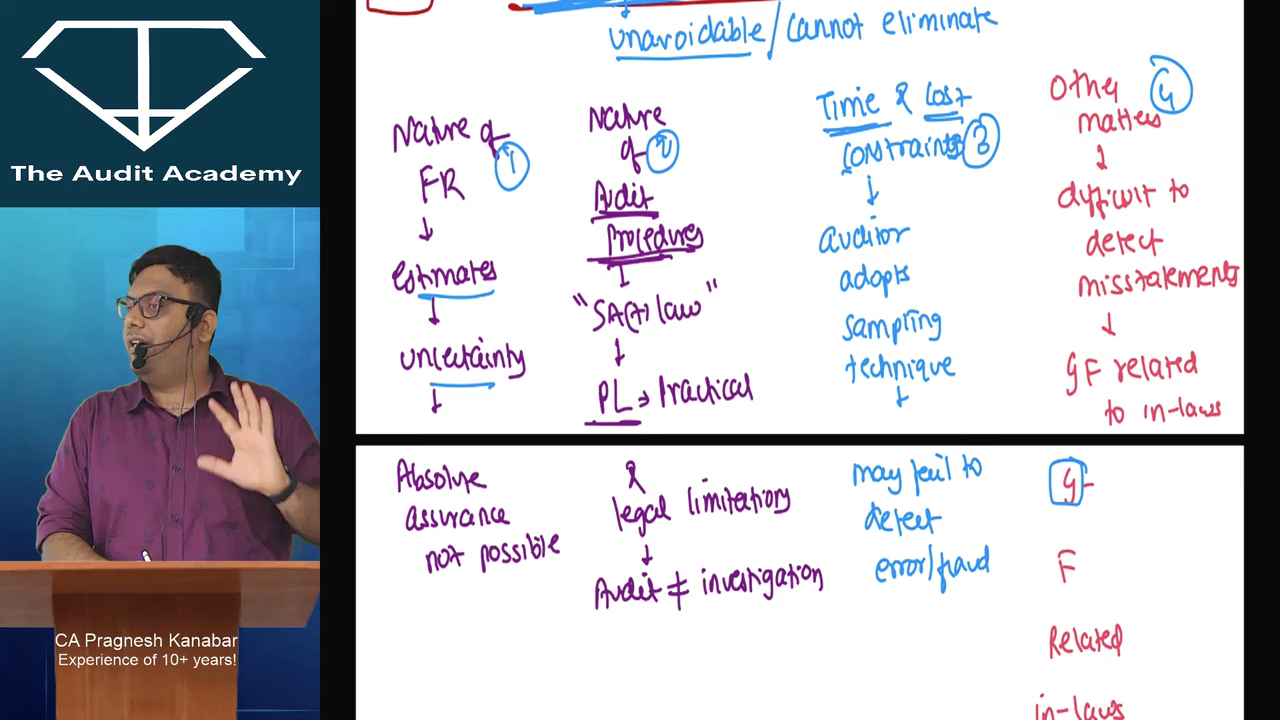 The Audit Academy
CA Pragnesh Kanabar
Experience of 10+ years!
unavoidable/cannot eliminate
Nature of
FR
①
estimates
uncertainty
Absolute
assurance
not possible
Nature
of ②
Audit
Procedures
"SA(+) law"
PL → Practical
&
legal limitations
Audit ≠ investigation
Time & Cost
constraints ③
auditor
adopts
sampling
technique
may fail to
detect
error/fraud
Other
matters
④
difficult to
detect
misstatements
GF related
to in-laws
G-
F
Related
in-laws